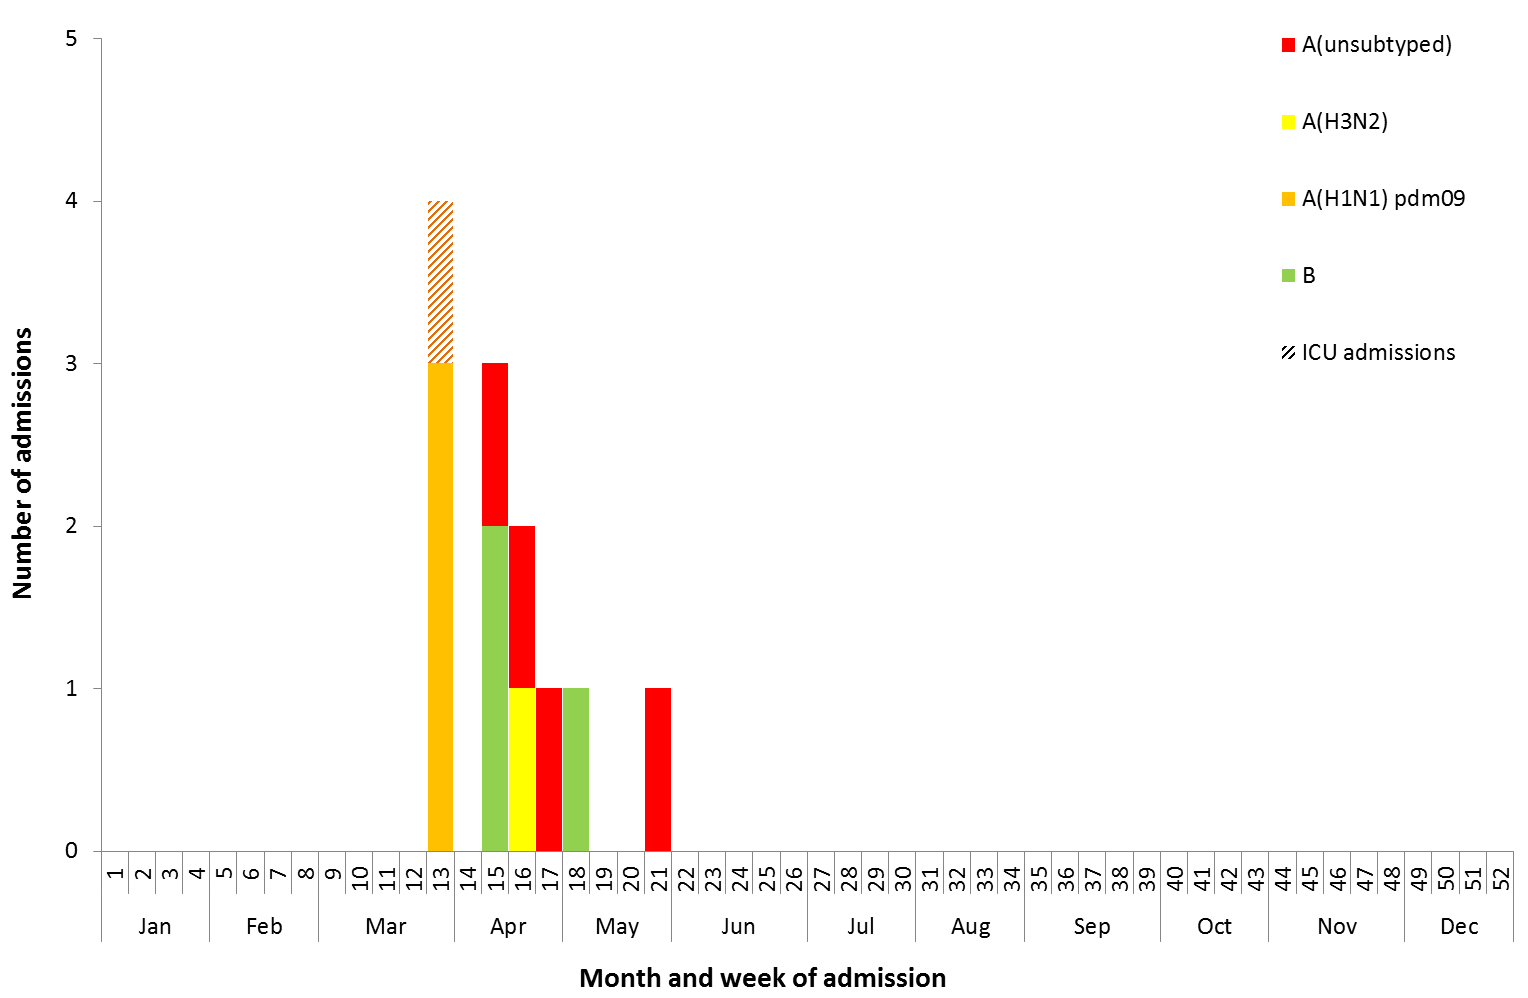 5
4
3
2
1
0
Number of admissions
A(unsubtyped)
A(H3N2)
A(H1N1) pdm09
B
ICU admissions
1 2 3 4 5 6 7 8 9 10 11 12 13 14 15 16 17 18 19 20 21 22 23 24 25 26 27 28 29 30 31 32 33 34 35 36 37 38 39 40 41 42 43 44 45 46 47 48 49 50 51 52
Jan Feb Mar Apr May Jun Jul Aug Sep Oct Nov Dec
Month and week of admission